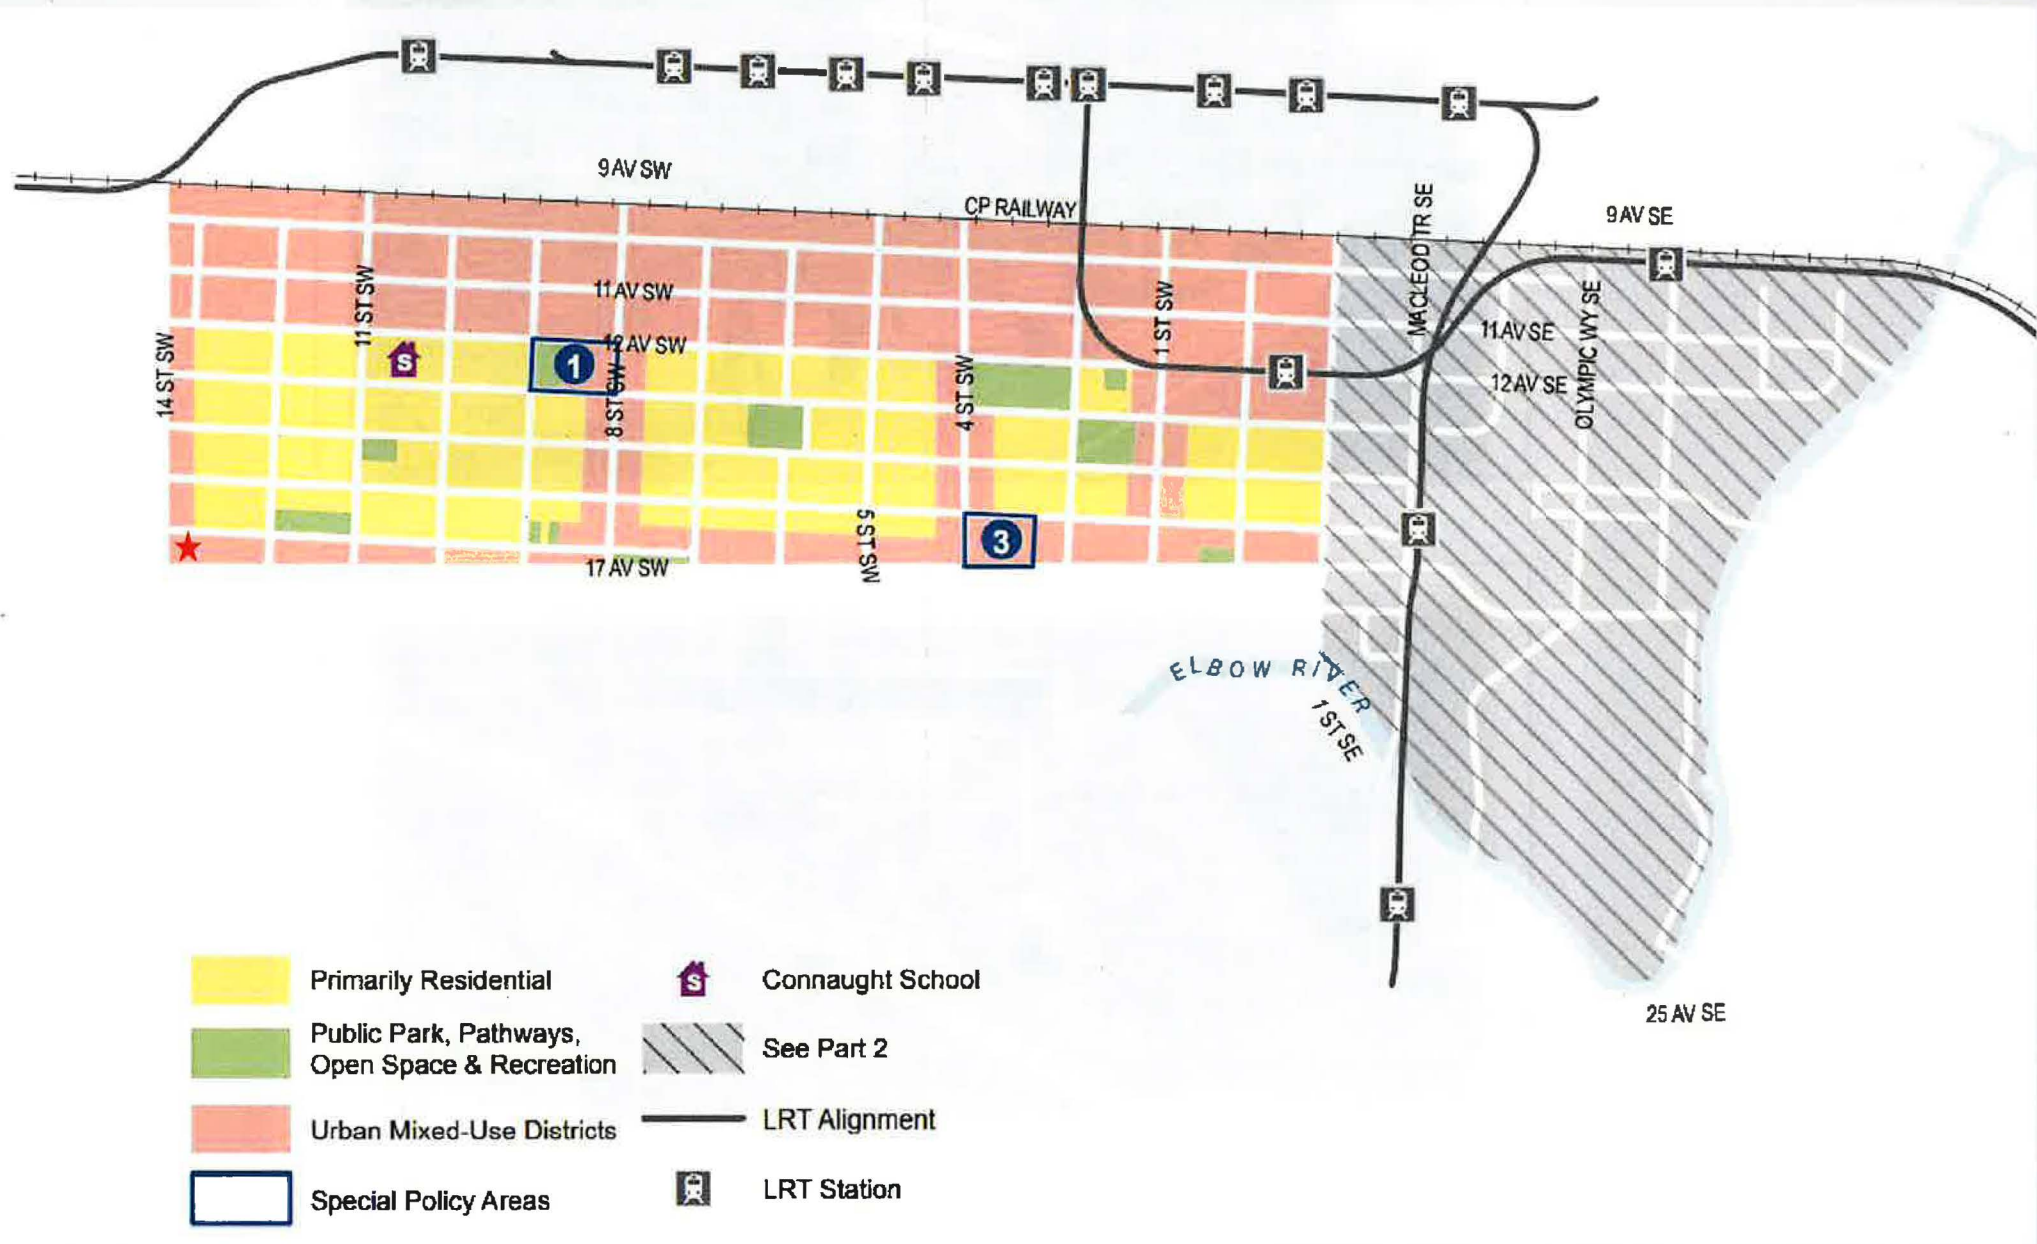 9 AV SW
CP RAILWAY
MACLEOD TR SE
9 AV SE
11 ST SW
11 AV SW
1 ST SW
OLYMPIC WY SE
14 ST SW
S
1
12 AV SW
8 ST SW
4 ST SW
11 AV SE
12 AV SE
5 ST SW
3
17 AV SW
ELBOW RIVER
1 ST SE
25 AV SE
Primarily Residential
Public Park, Pathways,
Open Space & Recreation
Urban Mixed-Use Districts
Special Policy Areas
S
Connaught School
See Part 2
LRT Alignment
LRT Station